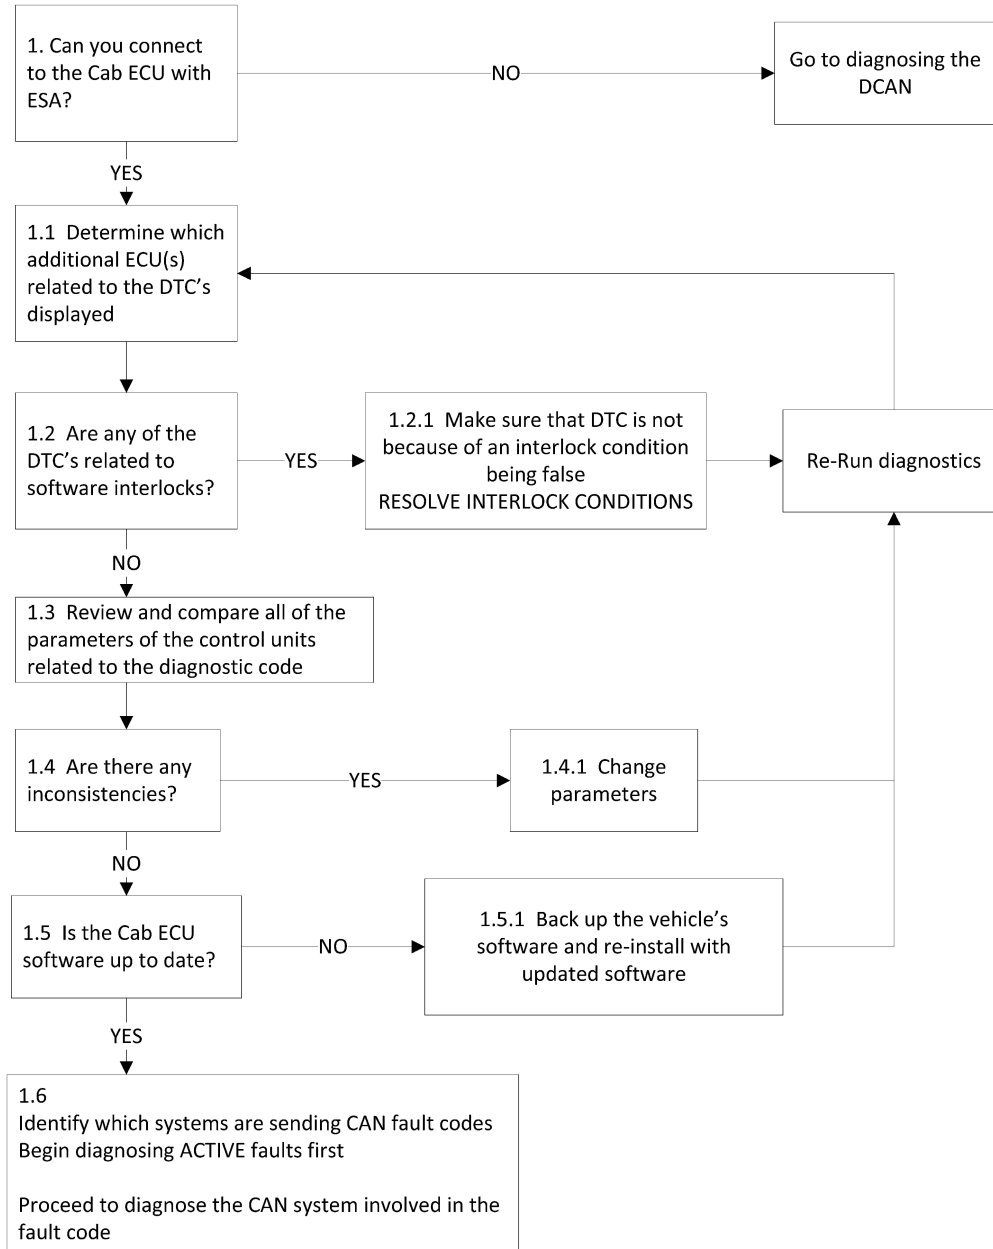 1. Can you connect
to the Cab ECU with
ESA?
NO
Go to diagnosing the
DCAN
YES
1.1  Determine which
additional ECU(s)
related to the DTC’s
displayed
1.2  Are any of the
DTC’s related to
software interlocks?
YES
1.2.1  Make sure that DTC is not
because of an interlock condition
being false
RESOLVE INTERLOCK CONDITIONS
Re-Run diagnostics
NO
1.3  Review and compare all of the
parameters of the control units
related to the diagnostic code
1.4  Are there any
inconsistencies?
YES
1.4.1  Change
parameters
NO
1.5  Is the Cab ECU
software up to date?
NO
1.5.1  Back up the vehicle’s
software and re-install with
updated software
YES
1.6
Identify which systems are sending CAN fault codes
Begin diagnosing ACTIVE faults first
Proceed to diagnose the CAN system involved in the
fault code